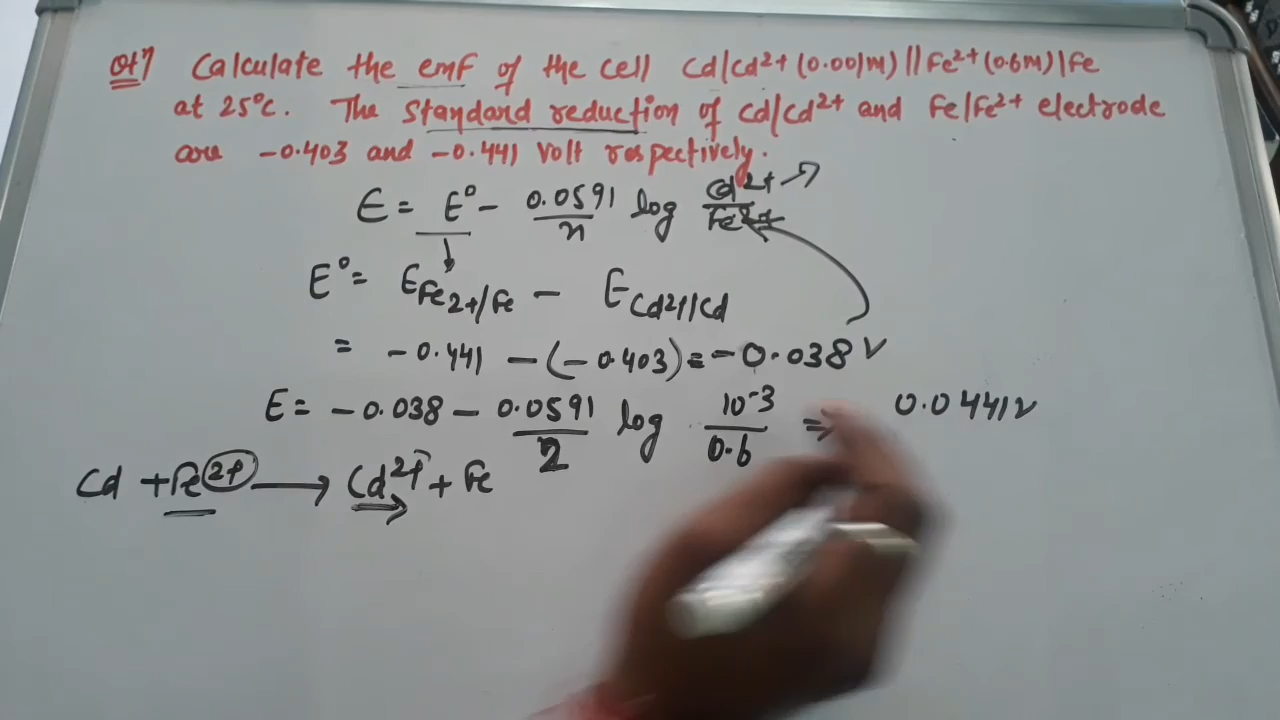 Q17 Calculate the emf of the cell Cd/Cd²⁺(0.001M)||Fe²⁺(0.6M)|Fe
at 25°C. The standard reduction of Cd/Cd²⁺ and Fe/Fe²⁺ electrode
are -0.403 and -0.441 Volt respectively.
E = E° - 0.0591/n log Cd²⁺/Fe²⁺
E° = E Fe2+/Fe - E Cd2+/Cd
= -0.441 - (-0.403) = -0.038 V
E = -0.038 - 0.0591/2 log 10⁻³/0.6 ⇒ 0.0441V
Cd + Fe²⁺ → Cd²⁺ + Fe